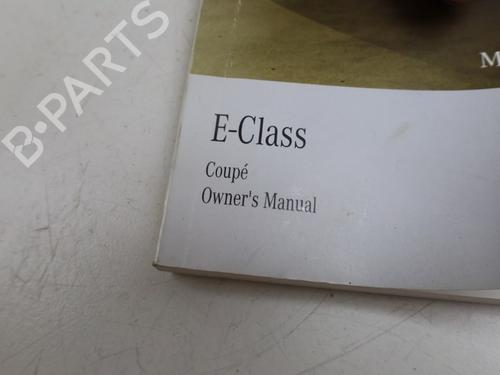 B-PARTS
M
E-Class
Coupé
Owner's Manual